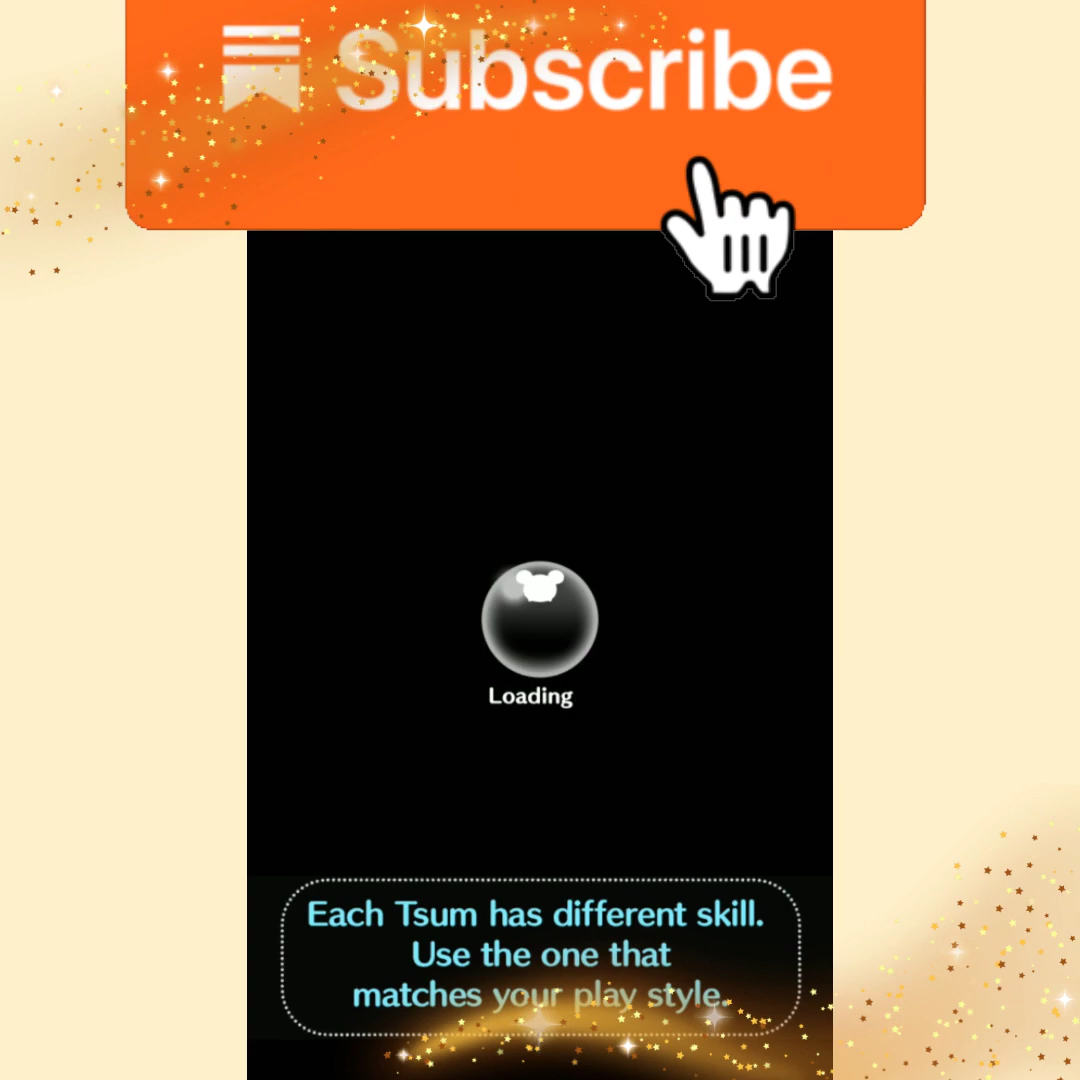 Subscribe
Loading
Each Tsum has different skill.
Use the one that
matches your play style.